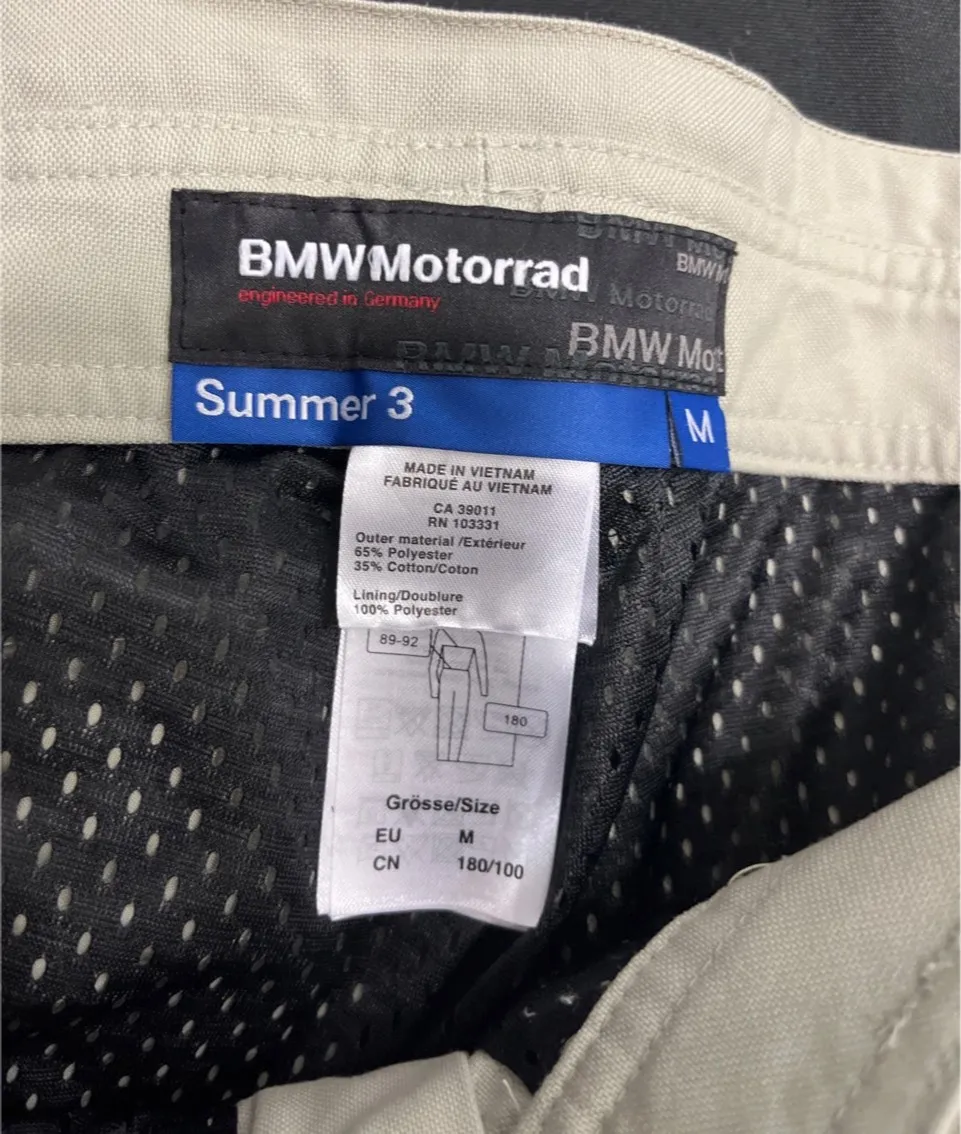 BMW Motorrad
engineered in Germany
BMW M
Motorrad
BMW Mot
Summer 3
M
MADE IN VIETNAM
FABRIQUÉ AU VIETNAM
CA 39011
RN 103331
Outer material /Extérieur
65% Polyester
35% Cotton/Coton
Lining/Doublure
100% Polyester
89-92
180
Grösse/Size
EU M
CN 180/100